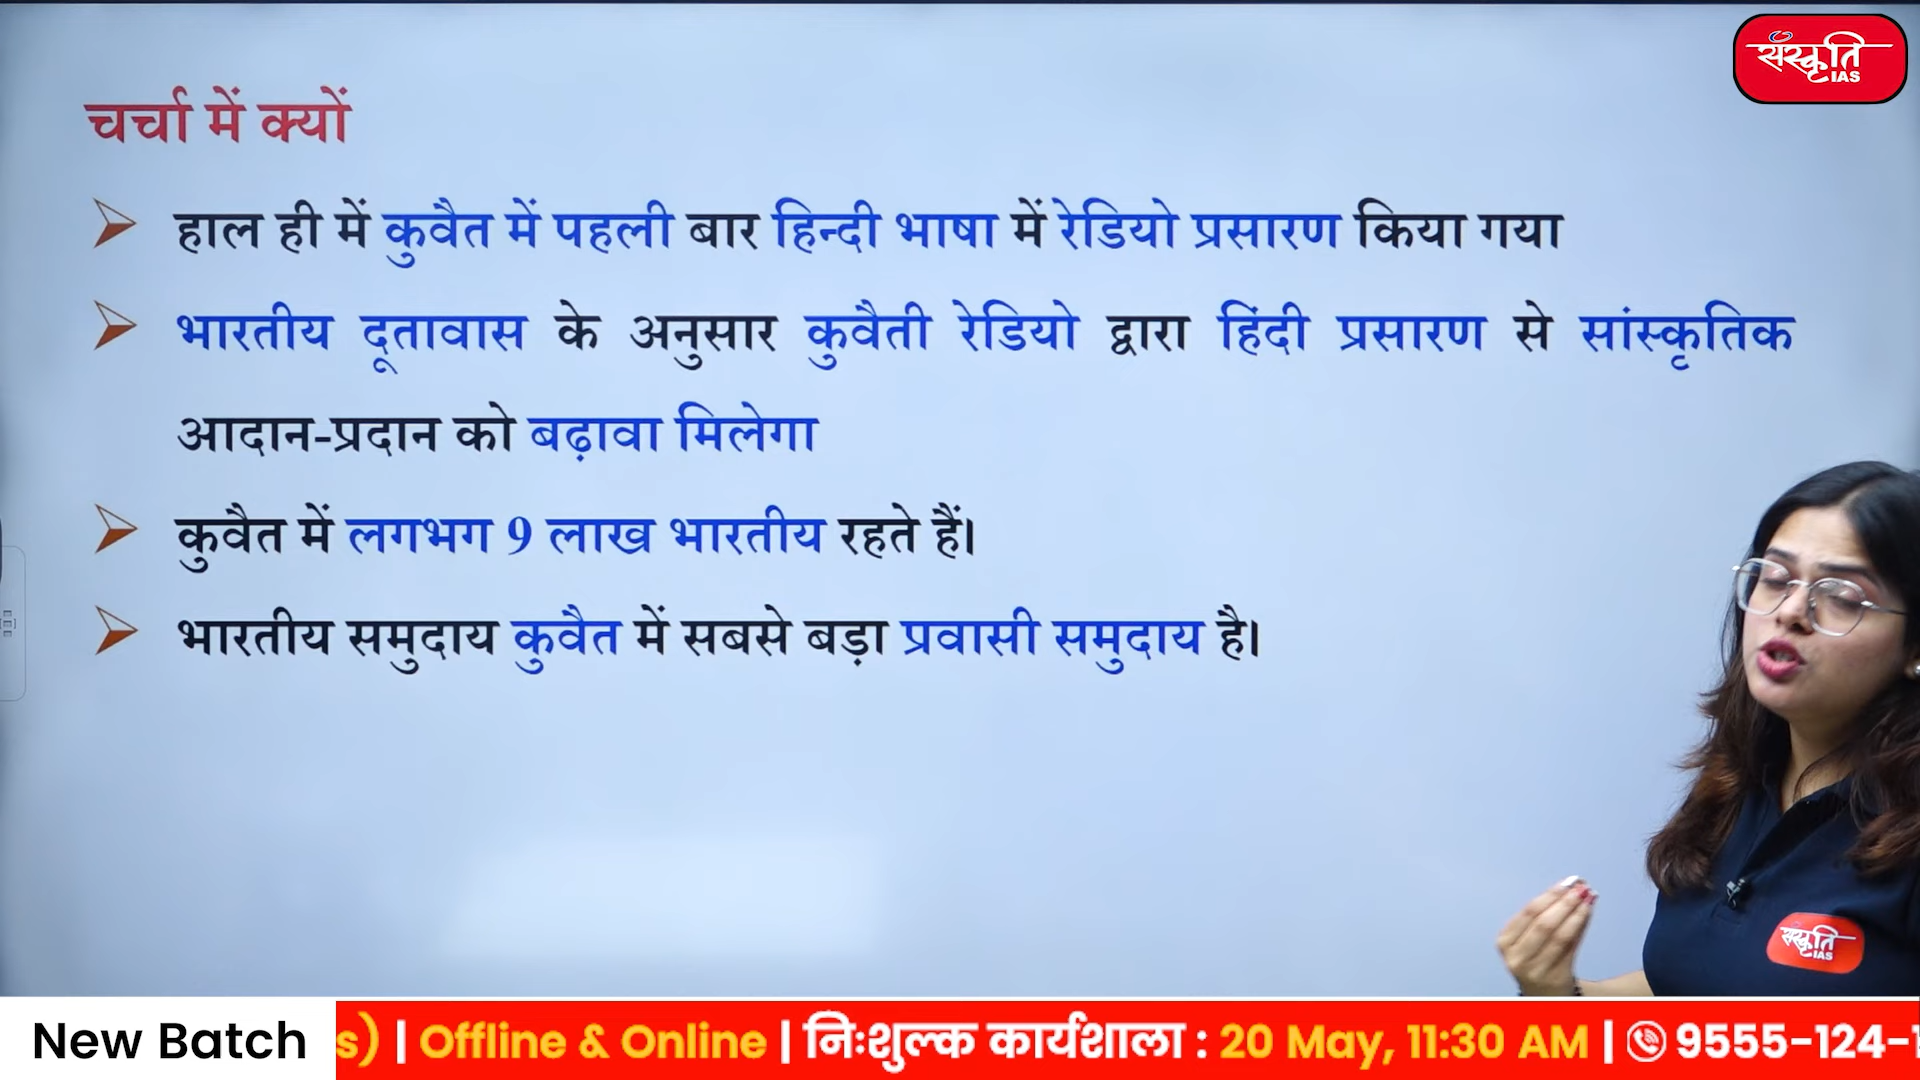 संस्कृति
IAS
चर्चा में क्यों
हाल ही में कुवैत में पहली बार हिन्दी भाषा में रेडियो प्रसारण किया गया
भारतीय दूतावास के अनुसार कुवैती रेडियो द्वारा हिंदी प्रसारण से सांस्कृतिक
आदान-प्रदान को बढ़ावा मिलेगा
कुवैत में लगभग 9 लाख भारतीय रहते हैं।
भारतीय समुदाय कुवैत में सबसे बड़ा प्रवासी समुदाय है।
संस्कृति
IAS
New Batch s) | Offline & Online | निःशुल्क कार्यशाला : 20 May, 11:30 AM | 9555-124-